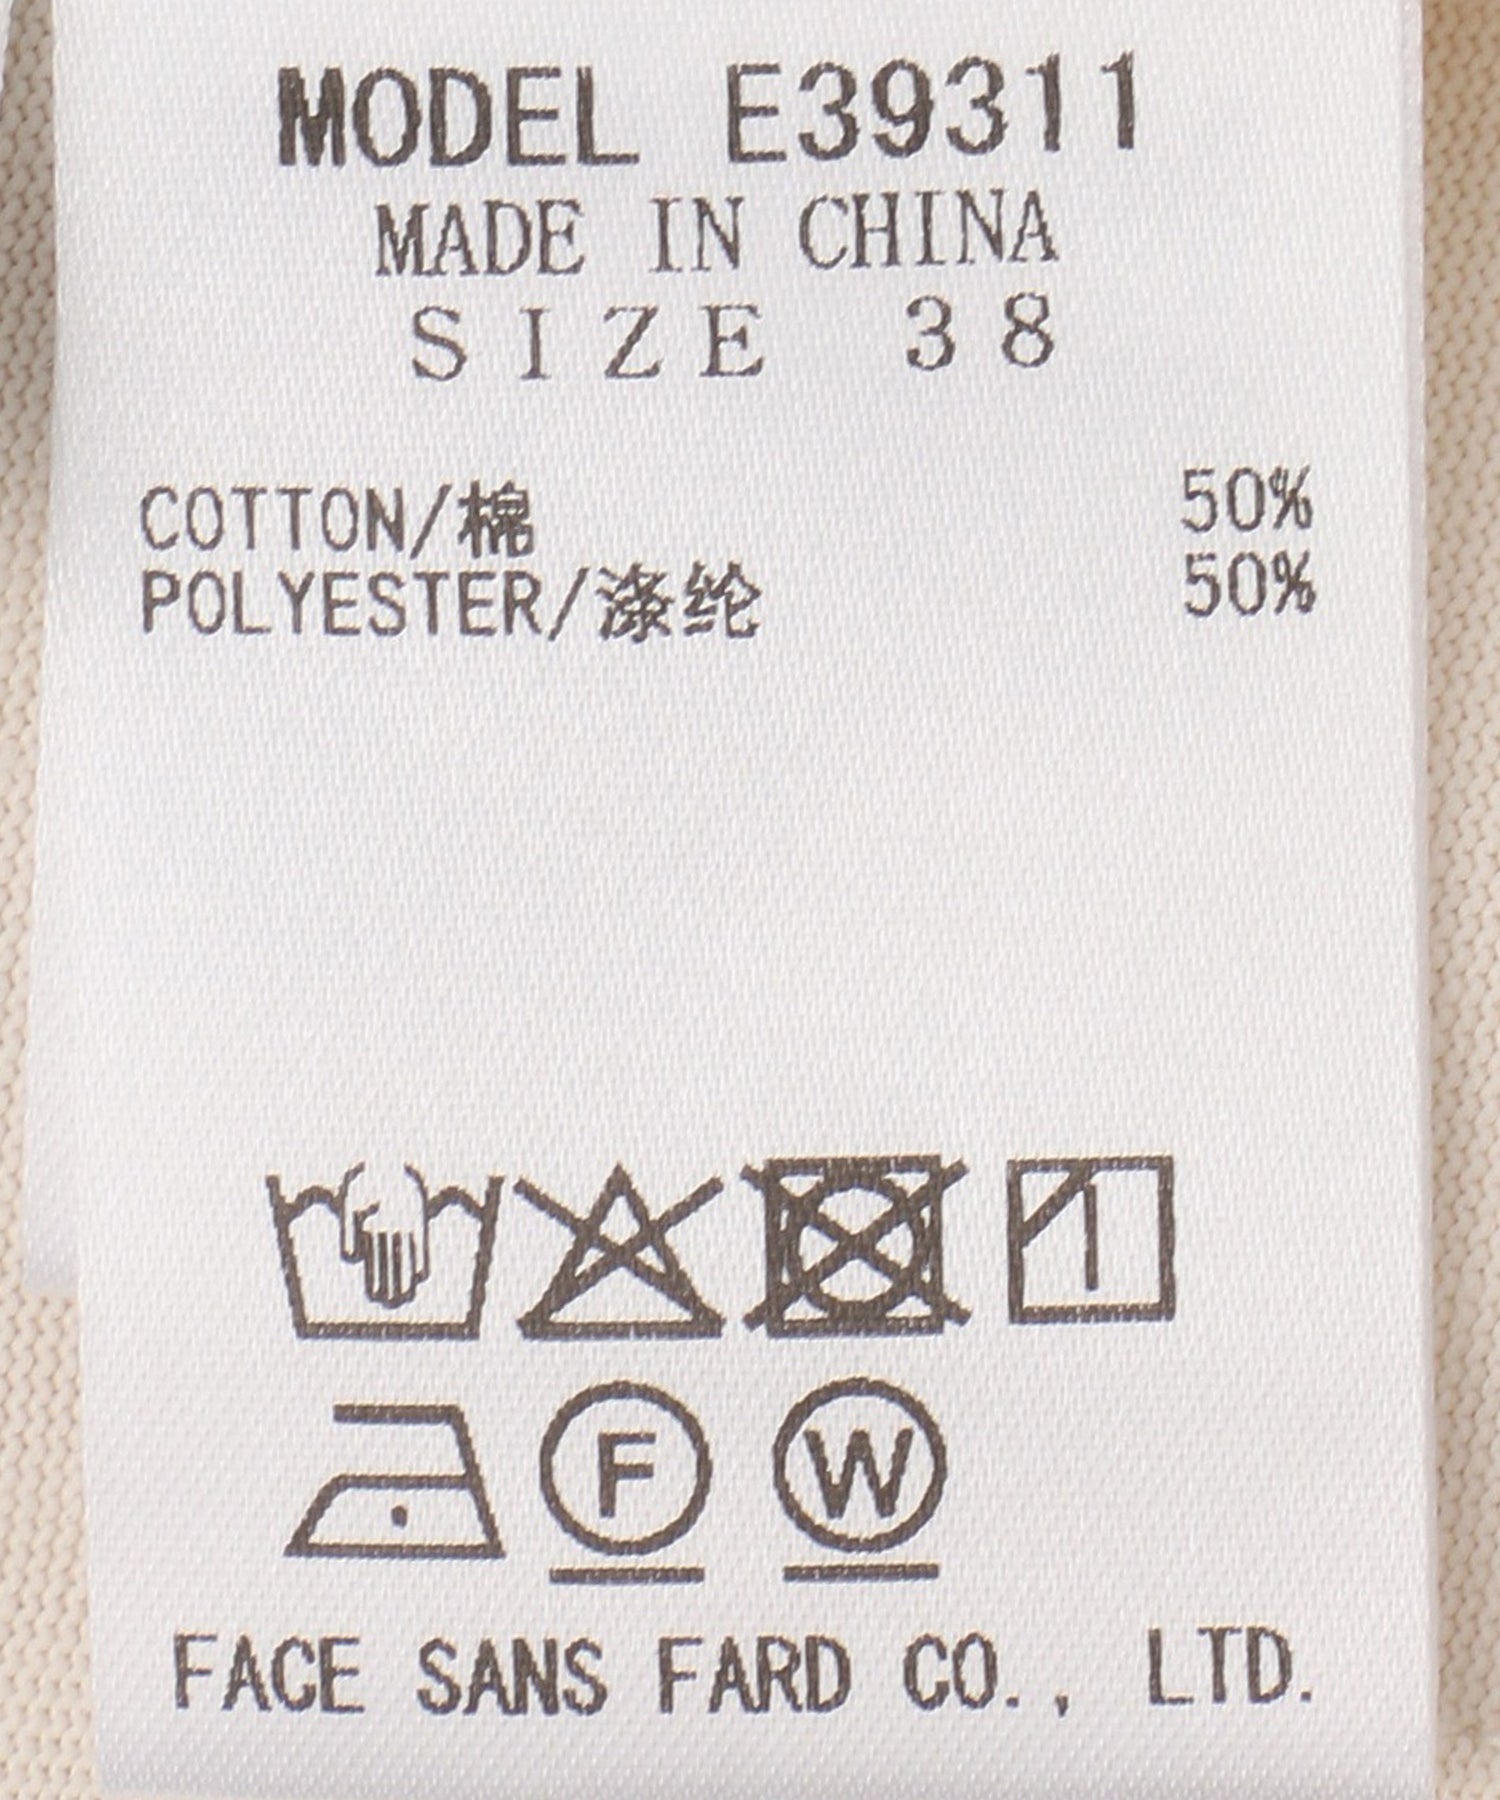 MODEL E39311
MADE IN CHINA
SIZE 38
COTTON/棉 50%
POLYESTER/涤纶 50%
F W
FACE SANS FARD CO., LTD.